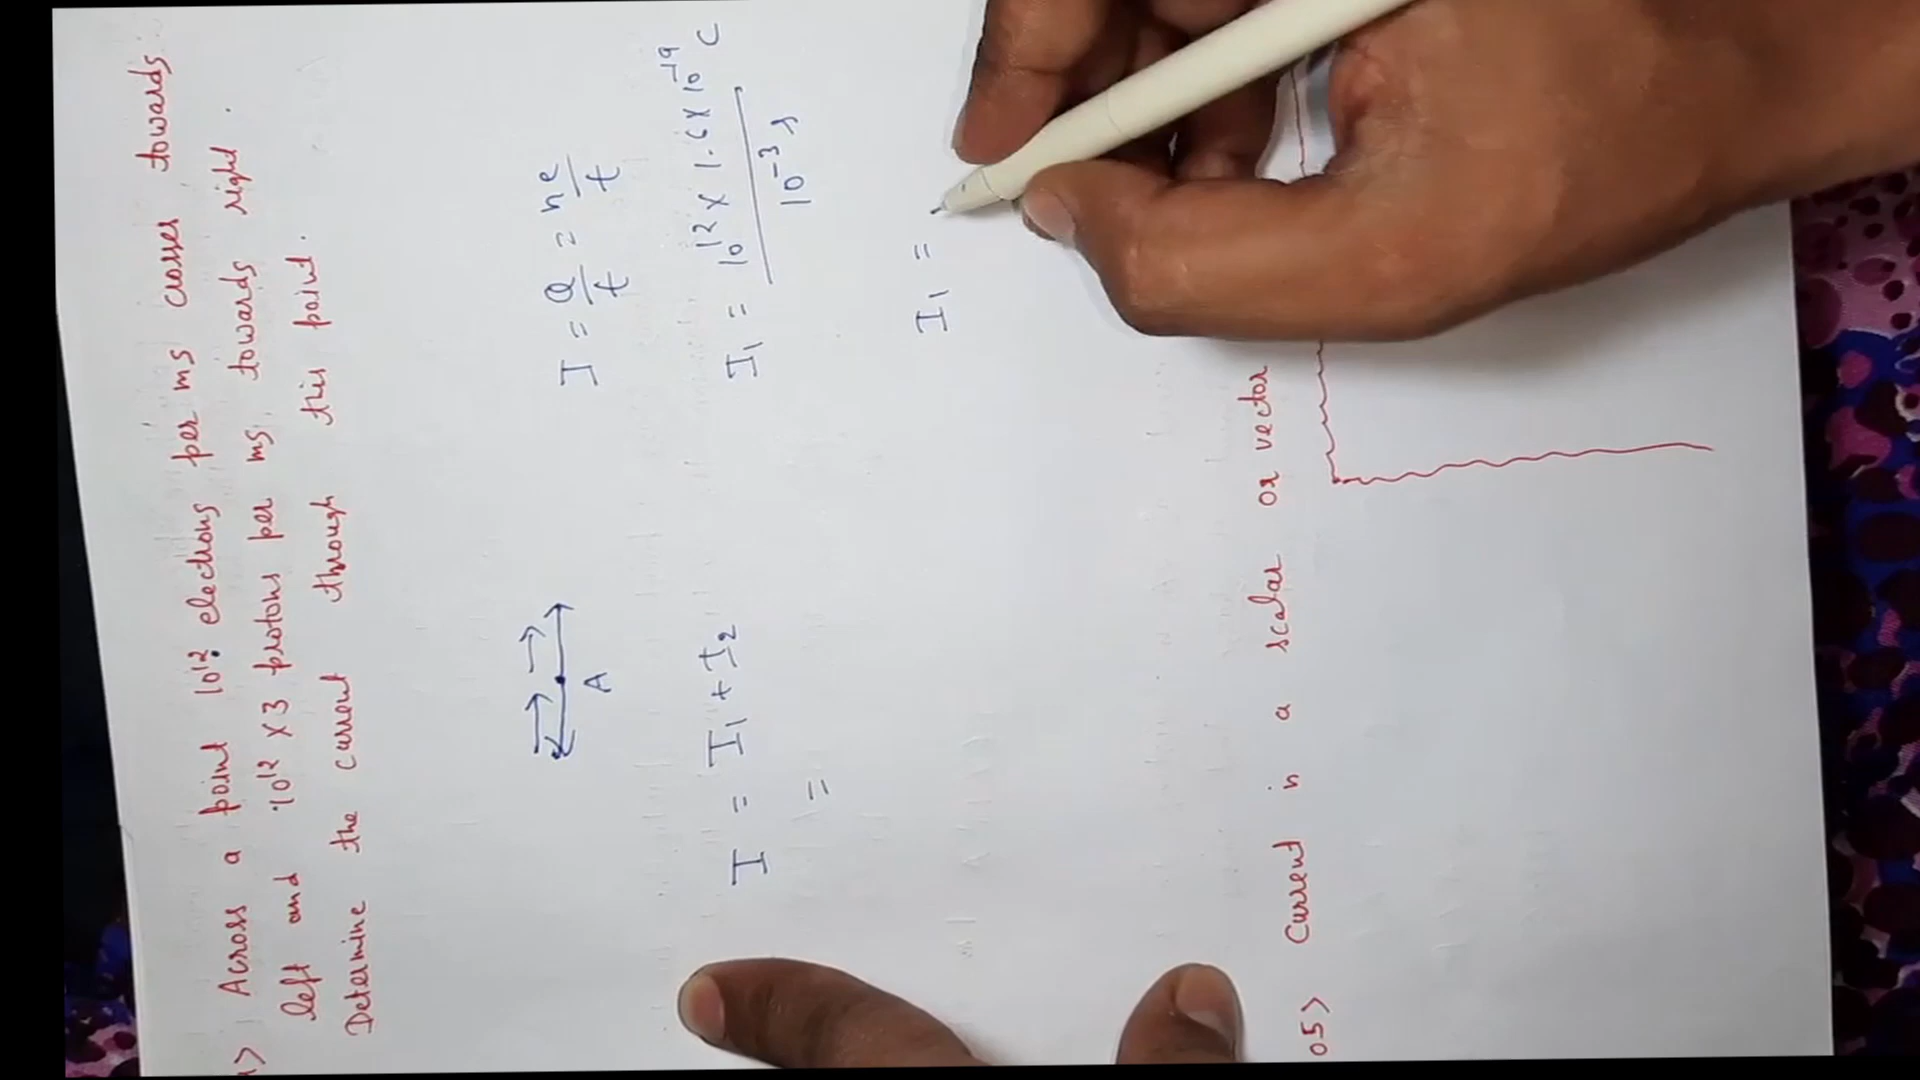 Across a point 10¹² electrons per ms crosses towards
left and 10¹² × 3 protons per ms towards right.
Determine the current through this point.
A
I = I₁ + I₂
=
I = Q/t = ne/t
I₁ = 10¹² × 1.6 × 10⁻¹⁹ C / 10⁻³ s
I₁ =
05> Current is a scalar or vector